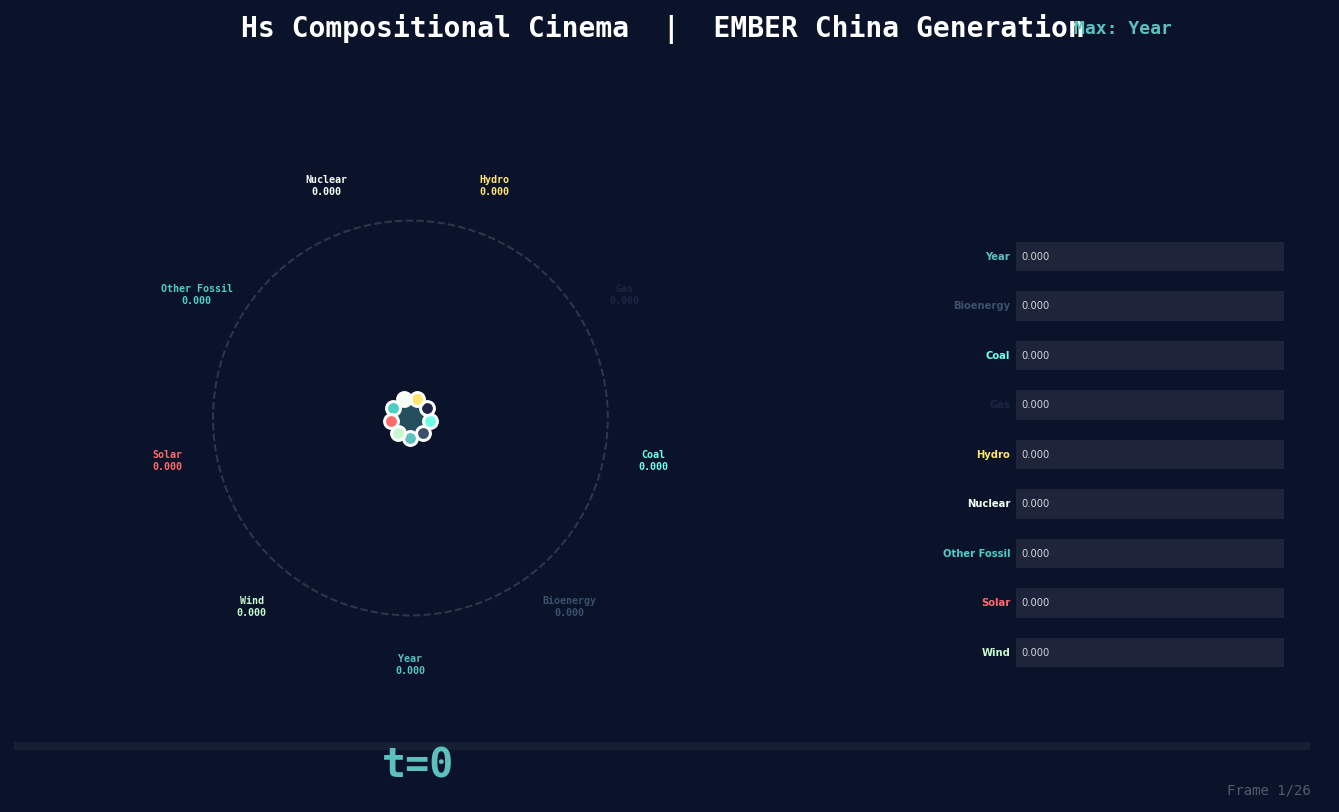 Hs Compositional Cinema | EMBER China Generation
Max: Year
Nuclear
0.000
Hydro
0.000
Other Fossil
0.000
Gas
0.000
Solar
0.000
Coal
0.000
Wind
0.000
Bioenergy
0.000
Year
0.000
Year 0.000
Bioenergy 0.000
Coal 0.000
Gas 0.000
Hydro 0.000
Nuclear 0.000
Other Fossil 0.000
Solar 0.000
Wind 0.000
t=0
Frame 1/26